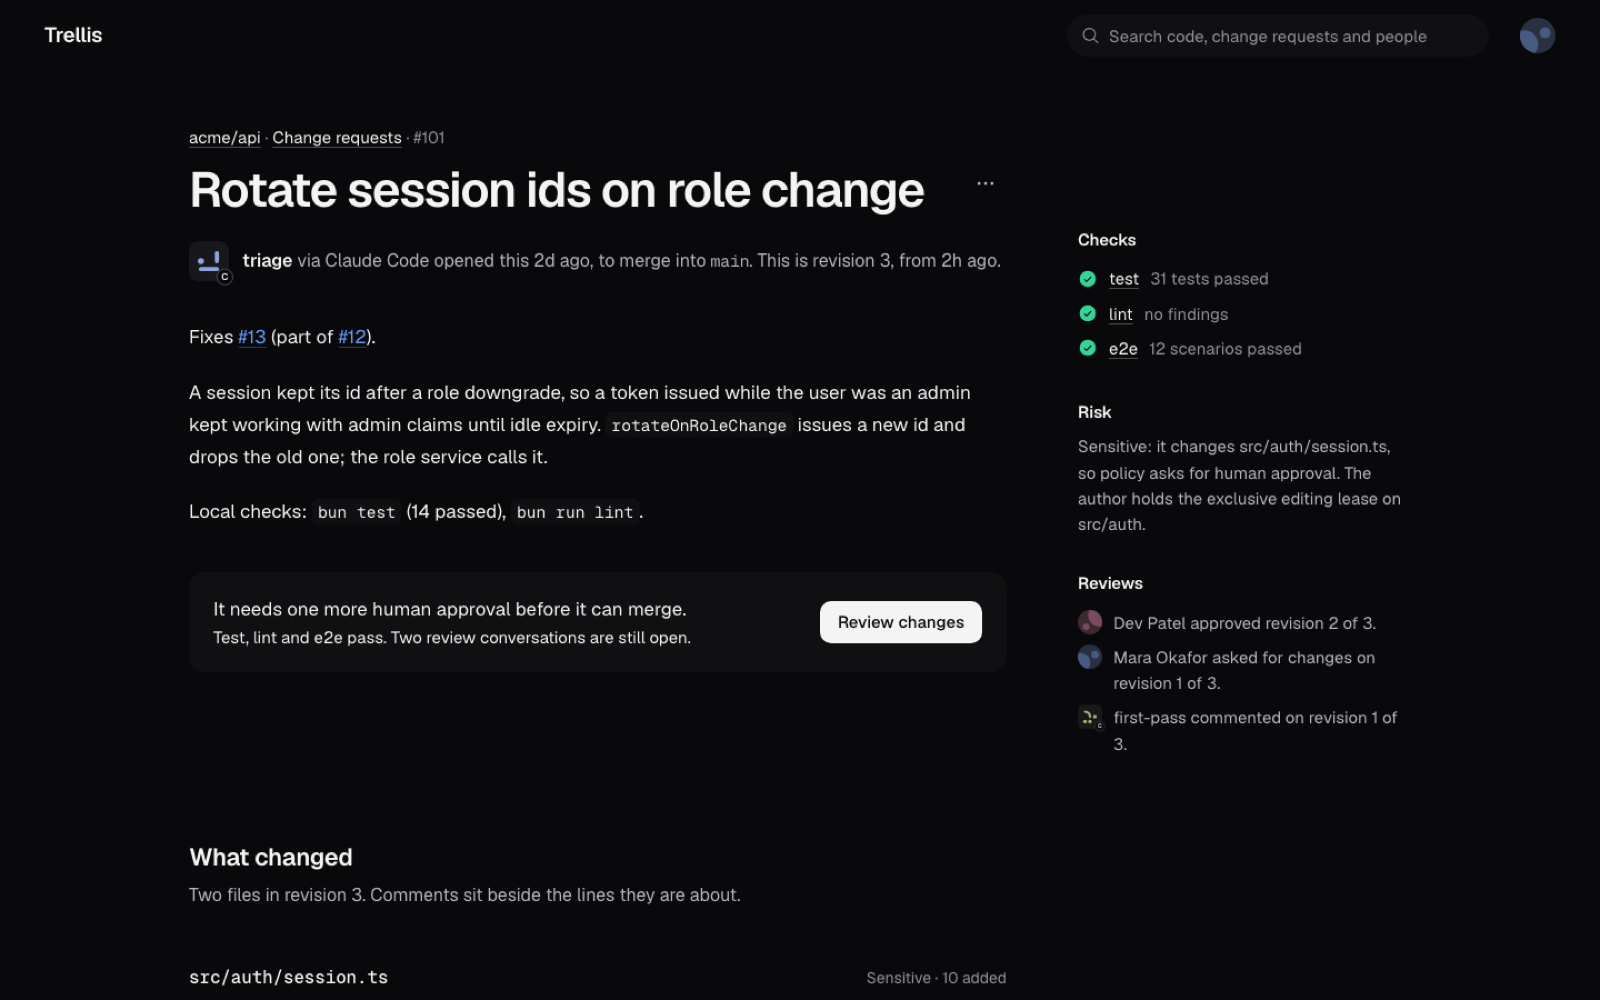 Trellis
Search code, change requests and people
acme/api · Change requests · #101
Rotate session ids on role change
triage via Claude Code opened this 2d ago, to merge into main. This is revision 3, from 2h ago.
C
Fixes #13 (part of #12).
A session kept its id after a role downgrade, so a token issued while the user was an admin
kept working with admin claims until idle expiry. rotateOnRoleChange issues a new id and
drops the old one; the role service calls it.
Local checks: bun test (14 passed), bun run lint.
It needs one more human approval before it can merge.
Test, lint and e2e pass. Two review conversations are still open.
Review changes
Checks
test 31 tests passed
lint no findings
e2e 12 scenarios passed
Risk
Sensitive: it changes src/auth/session.ts,
so policy asks for human approval. The
author holds the exclusive editing lease on
src/auth.
Reviews
Dev Patel approved revision 2 of 3.
Mara Okafor asked for changes on
revision 1 of 3.
first-pass commented on revision 1 of
3.
C
What changed
Two files in revision 3. Comments sit beside the lines they are about.
src/auth/session.ts
Sensitive · 10 added